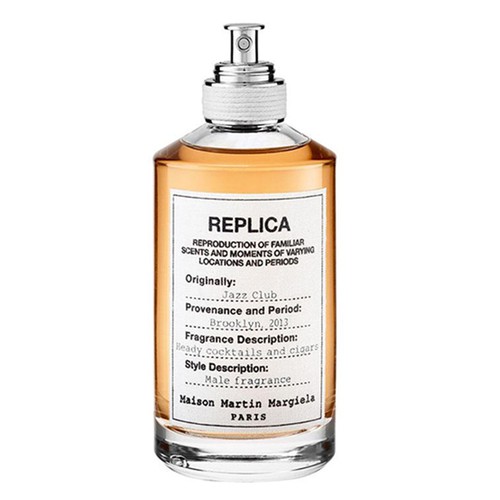 REPLICA
REPRODUCTION OF FAMILIAR
SCENTS AND MOMENTS OF VARYING
LOCATIONS AND PERIODS
Originally:
Jazz Club
Provenance and Period:
Brooklyn, 2013
Fragrance Description:
Heady cocktails and cigars
Style Description:
Male fragrance
Maison Martin Margiela
PARIS